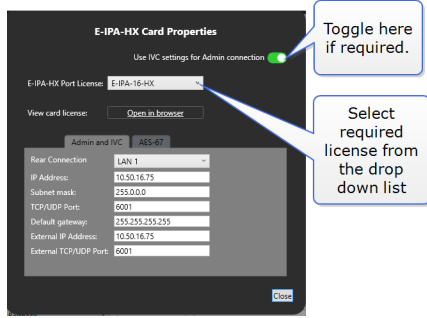 E-IPA-HX Card Properties
Use IVC settings for Admin connection
Toggle here
if required.
E-IPA-HX Port License: E-IPA-16-HX
View card license: Open in browser
Select
required
license from
the drop
down list
Admin and IVC AES-67
Rear Connection LAN 1
IP Address: 10.50.16.75
Subnet mask: 255.0.0.0
TCP/UDP Port: 6001
Default gateway: 255.255.255.255
External IP Address: 10.50.16.75
External TCP/UDP Port: 6001
Close